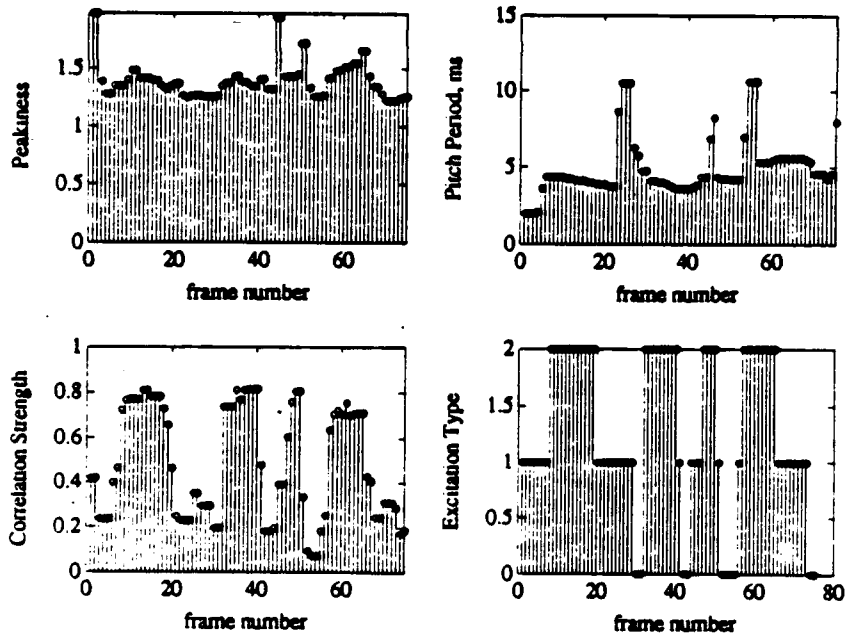 Peakiness
1.5
1
0.5
0
0 20 40 60
frame number
Pitch Period, ms
15
10
5
0
0 20 40 60
frame number
Correlation Strength
1
0.8
0.6
0.4
0.2
0
0 20 40 60
frame number
Excitation Type
2
1.5
1
0.5
0
0 20 40 60 80
frame number